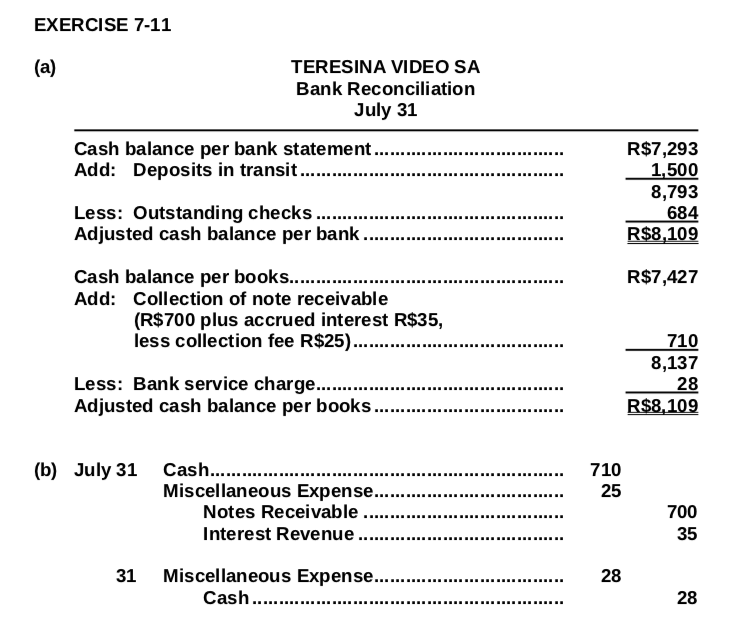 EXERCISE 7-11
(a) TERESINA VIDEO SA
Bank Reconciliation
July 31
Cash balance per bank statement .................................... R$7,293
Add: Deposits in transit .................................................. 1,500
8,793
Less: Outstanding checks ............................................... 684
Adjusted cash balance per bank ...................................... R$8,109
Cash balance per books.................................................... R$7,427
Add: Collection of note receivable
(R$700 plus accrued interest R$35,
less collection fee R$25)........................................ 710
8,137
Less: Bank service charge............................................... 28
Adjusted cash balance per books .................................... R$8,109
(b) July 31 Cash.................................................................. 710
Miscellaneous Expense.................................... 25
Notes Receivable ...................................... 700
Interest Revenue ....................................... 35
31 Miscellaneous Expense.................................... 28
Cash ........................................................... 28